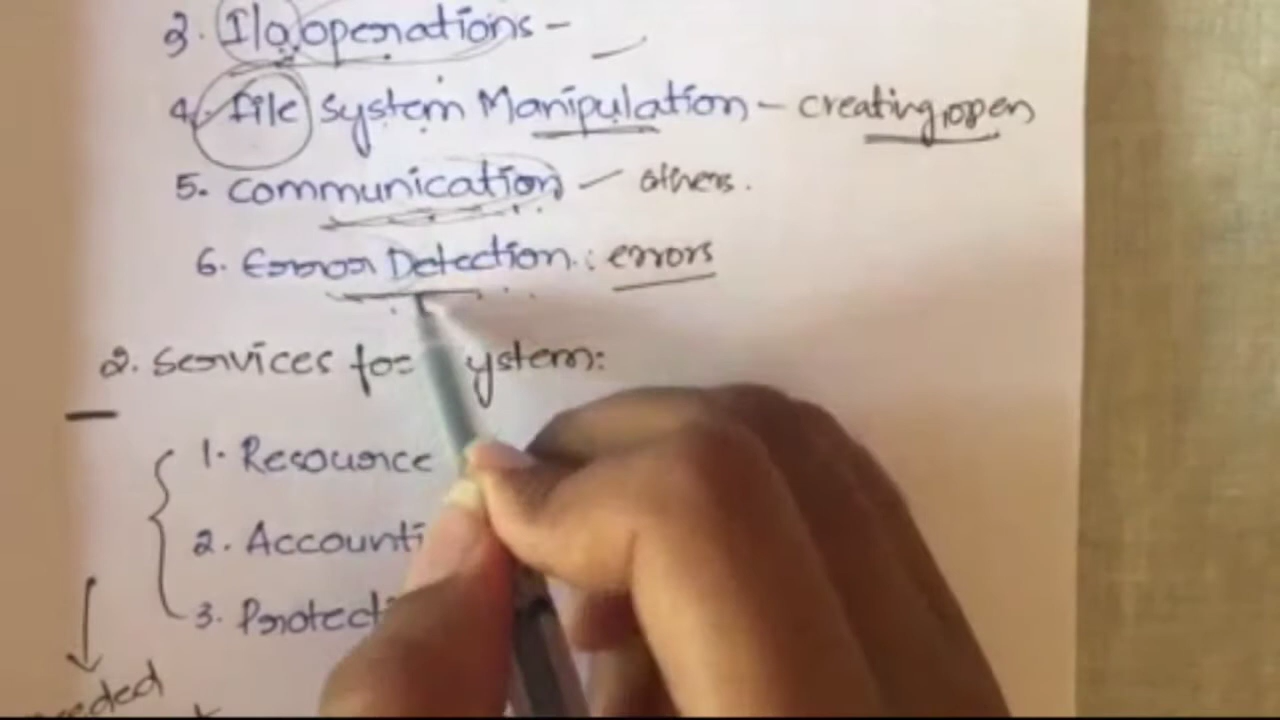 3. I/O operations -
4. File System Manipulation - creating, open
5. Communication - others.
6. Error Detection : errors
2. Services for System:
1. Resource
2. Accounti
3. Protecti